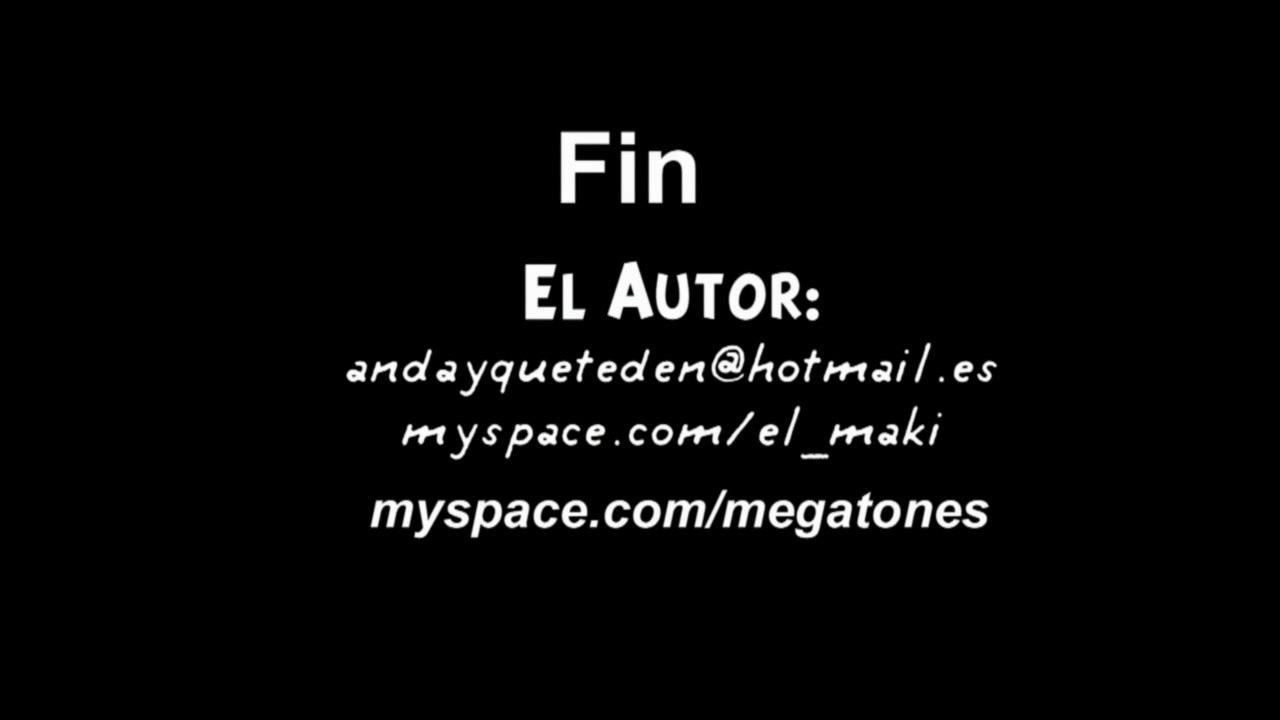 Fin
El Autor:
andayqueteden@hotmail.es
myspace.com/el_maki
myspace.com/megatones